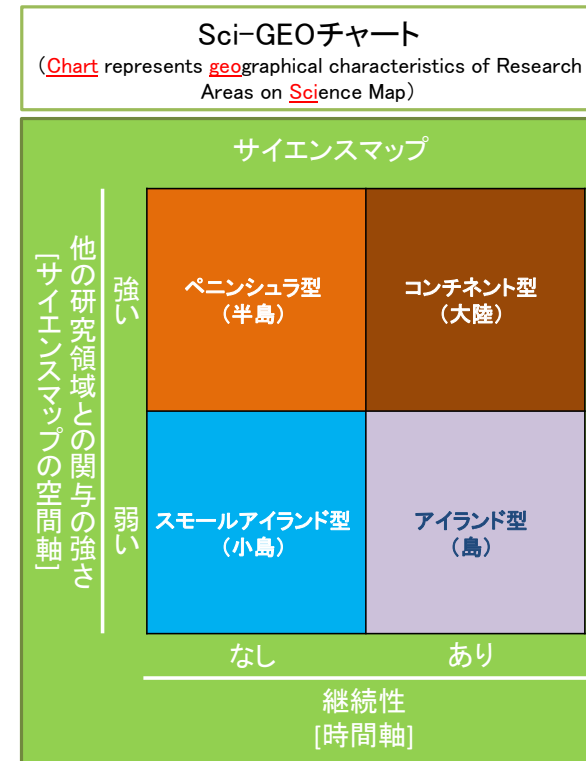 Sci-GEOチャート
(Chart represents geographical characteristics of Research
Areas on Science Map)
サイエンスマップ
他の研究領域との関与の強さ
[サイエンスマップの空間軸]
強い
ペニンシュラ型
(半島)
コンチネント型
(大陸)
弱い
スモールアイランド型
(小島)
アイランド型
(島)
なし
あり
継続性
[時間軸]